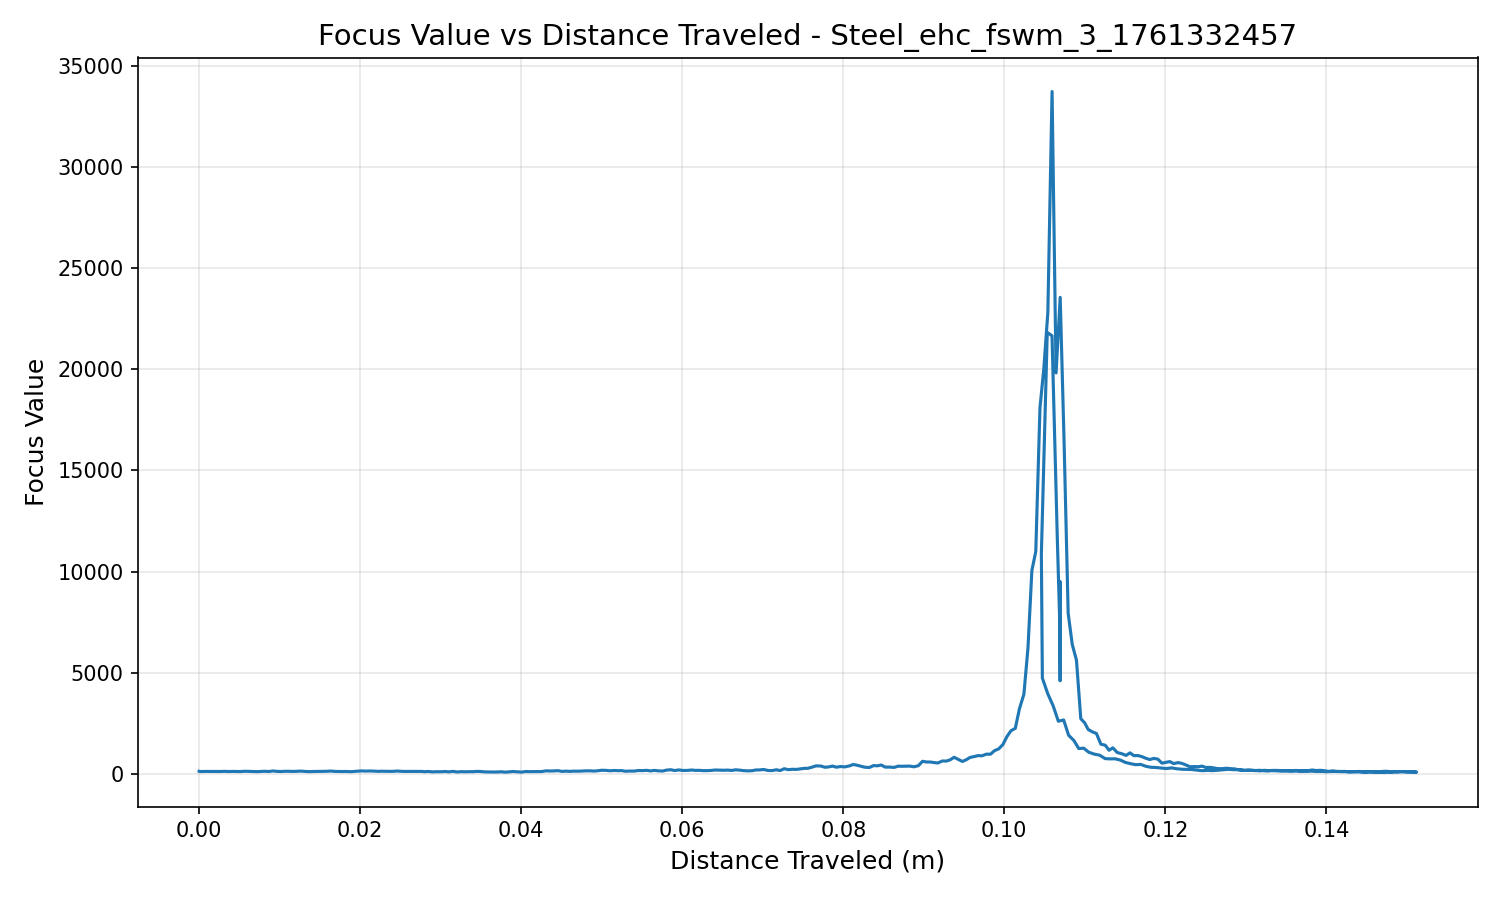 Focus Value vs Distance Traveled - Steel_ehc_fswm_3_1761332457
35000
30000
25000
20000
15000
10000
5000
0
Focus Value
0.00 0.02 0.04 0.06 0.08 0.10 0.12 0.14
Distance Traveled (m)